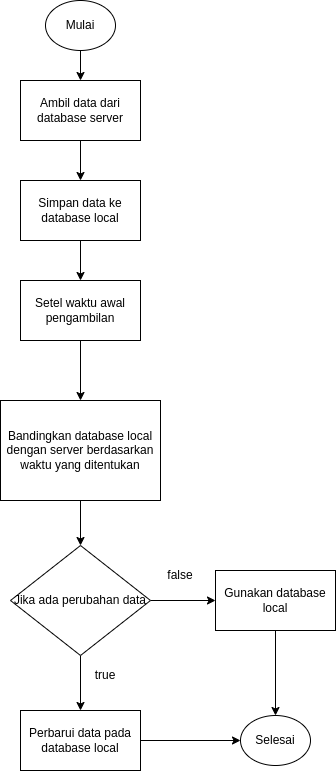 Mulai
Ambil data dari
database server
Simpan data ke
database local
Setel waktu awal
pengambilan
Bandingkan database local
dengan server berdasarkan
waktu yang ditentukan
Jika ada perubahan data
false
Gunakan database
local
true
Perbarui data pada
database local
Selesai